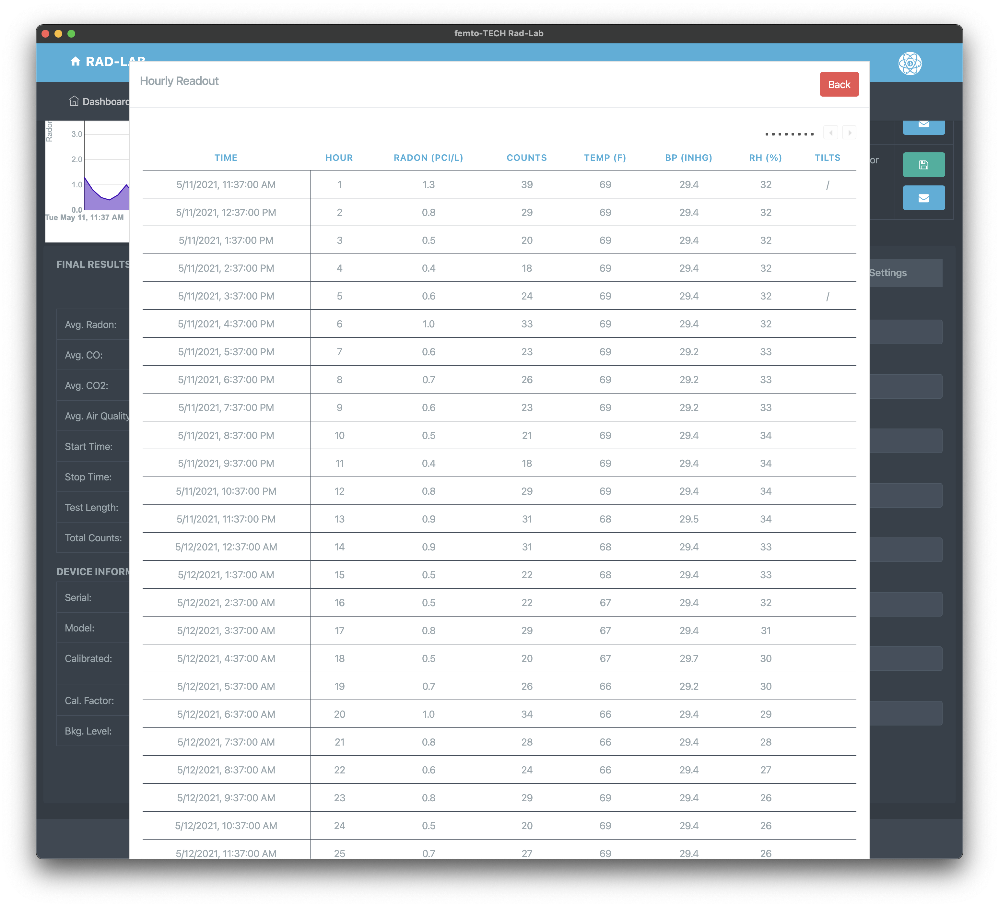 femto-TECH Rad-Lab
RAD-LAB
Hourly Readout
Back
Dashboard
Radon
3.0
2.0
1.0
0.0
Tue May 11, 11:37 AM
or
TIME HOUR RADON (PCI/L) COUNTS TEMP (F) BP (INHG) RH (%) TILTS
5/11/2021, 11:37:00 AM 1 1.3 39 69 29.4 32 /
5/11/2021, 12:37:00 PM 2 0.8 29 69 29.4 32
5/11/2021, 1:37:00 PM 3 0.5 20 69 29.4 32
5/11/2021, 2:37:00 PM 4 0.4 18 69 29.4 32
5/11/2021, 3:37:00 PM 5 0.6 24 69 29.4 32 /
5/11/2021, 4:37:00 PM 6 1.0 33 69 29.4 32
5/11/2021, 5:37:00 PM 7 0.6 23 69 29.2 33
5/11/2021, 6:37:00 PM 8 0.7 26 69 29.2 33
5/11/2021, 7:37:00 PM 9 0.6 23 69 29.2 33
5/11/2021, 8:37:00 PM 10 0.5 21 69 29.4 34
5/11/2021, 9:37:00 PM 11 0.4 18 69 29.4 34
5/11/2021, 10:37:00 PM 12 0.8 29 69 29.4 34
5/11/2021, 11:37:00 PM 13 0.9 31 68 29.5 34
5/12/2021, 12:37:00 AM 14 0.9 31 68 29.4 33
5/12/2021, 1:37:00 AM 15 0.5 22 68 29.4 33
5/12/2021, 2:37:00 AM 16 0.5 22 67 29.4 32
5/12/2021, 3:37:00 AM 17 0.8 29 67 29.4 31
5/12/2021, 4:37:00 AM 18 0.5 20 67 29.7 30
5/12/2021, 5:37:00 AM 19 0.7 26 66 29.2 30
5/12/2021, 6:37:00 AM 20 1.0 34 66 29.4 29
5/12/2021, 7:37:00 AM 21 0.8 28 66 29.4 28
5/12/2021, 8:37:00 AM 22 0.6 24 66 29.4 27
5/12/2021, 9:37:00 AM 23 0.8 29 69 29.4 26
5/12/2021, 10:37:00 AM 24 0.5 20 69 29.4 26
5/12/2021, 11:37:00 AM 25 0.7 27 69 29.4 26
FINAL RESULTS
Settings
Avg. Radon:
Avg. CO:
Avg. CO2:
Avg. Air Quality
Start Time:
Stop Time:
Test Length:
Total Counts:
DEVICE INFORM
Serial:
Model:
Calibrated:
Cal. Factor:
Bkg. Level: